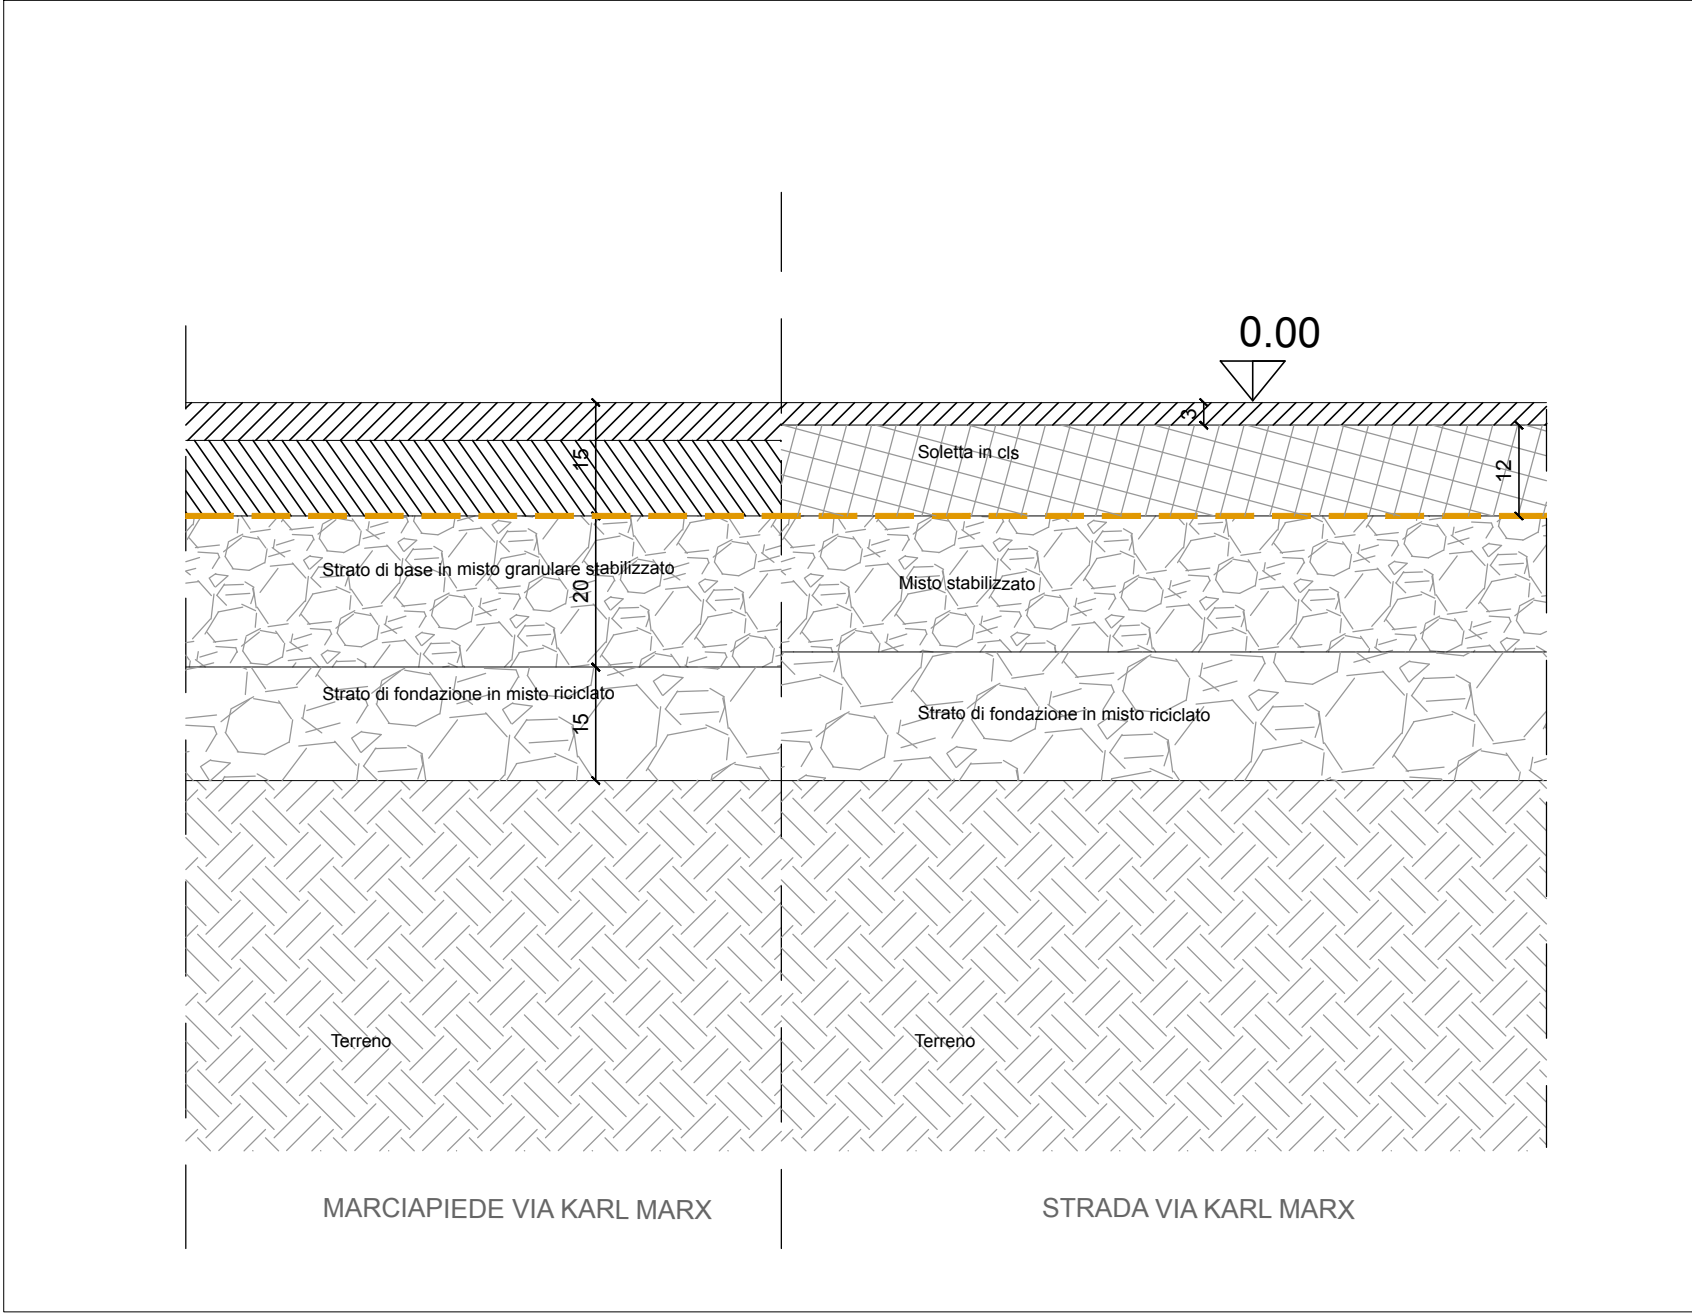 0.00
3
Soletta in cls
15
12
Strato di base in misto granulare stabilizzato
20
Misto stabilizzato
Strato di fondazione in misto riciclato
15
Strato di fondazione in misto riciclato
Terreno
Terreno
MARCIAPIEDE VIA KARL MARX
STRADA VIA KARL MARX